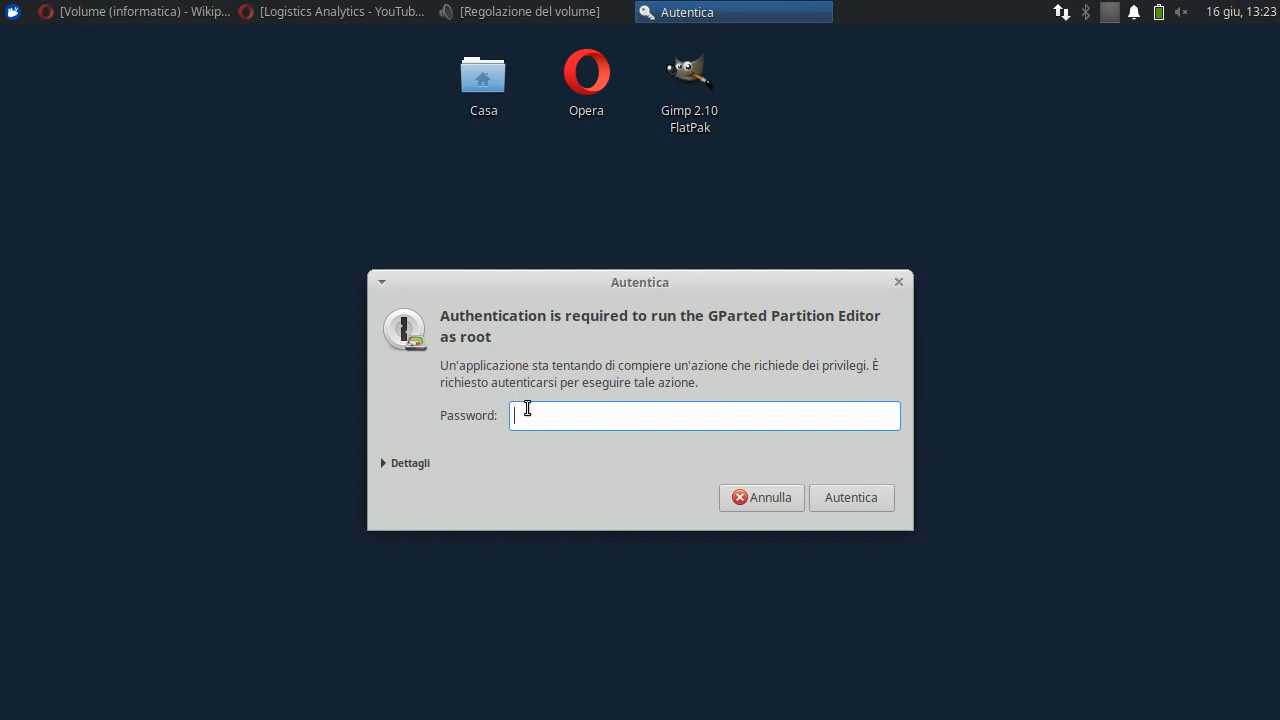 [Volume (informatica) - Wikip... [Logistics Analytics - YouTub... [Regolazione del volume] Autentica 16 giu, 13:23
Casa Opera Gimp 2.10
FlatPak
Autentica
Authentication is required to run the GParted Partition Editor
as root
Un'applicazione sta tentando di compiere un'azione che richiede dei privilegi. È
richiesto autenticarsi per eseguire tale azione.
Password:
Dettagli
Annulla Autentica